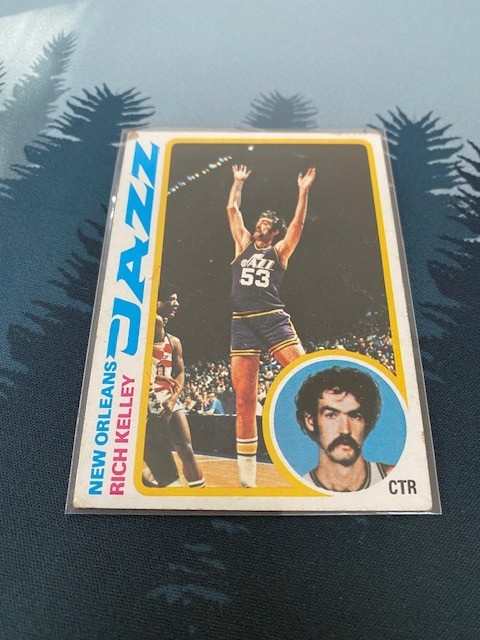 NEW ORLEANS
JAZZ
RICH KELLEY
JAZZ
53
CTR